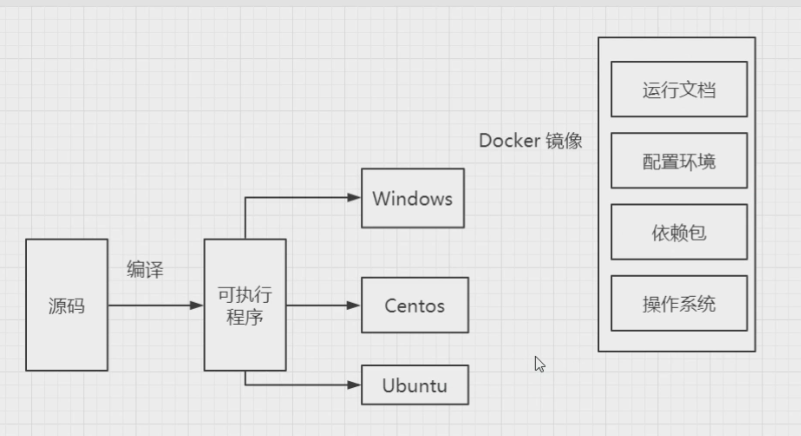 源码
编译
可执行
程序
Windows
Centos
Ubuntu
Docker 镜像
运行文档
配置环境
依赖包
操作系统